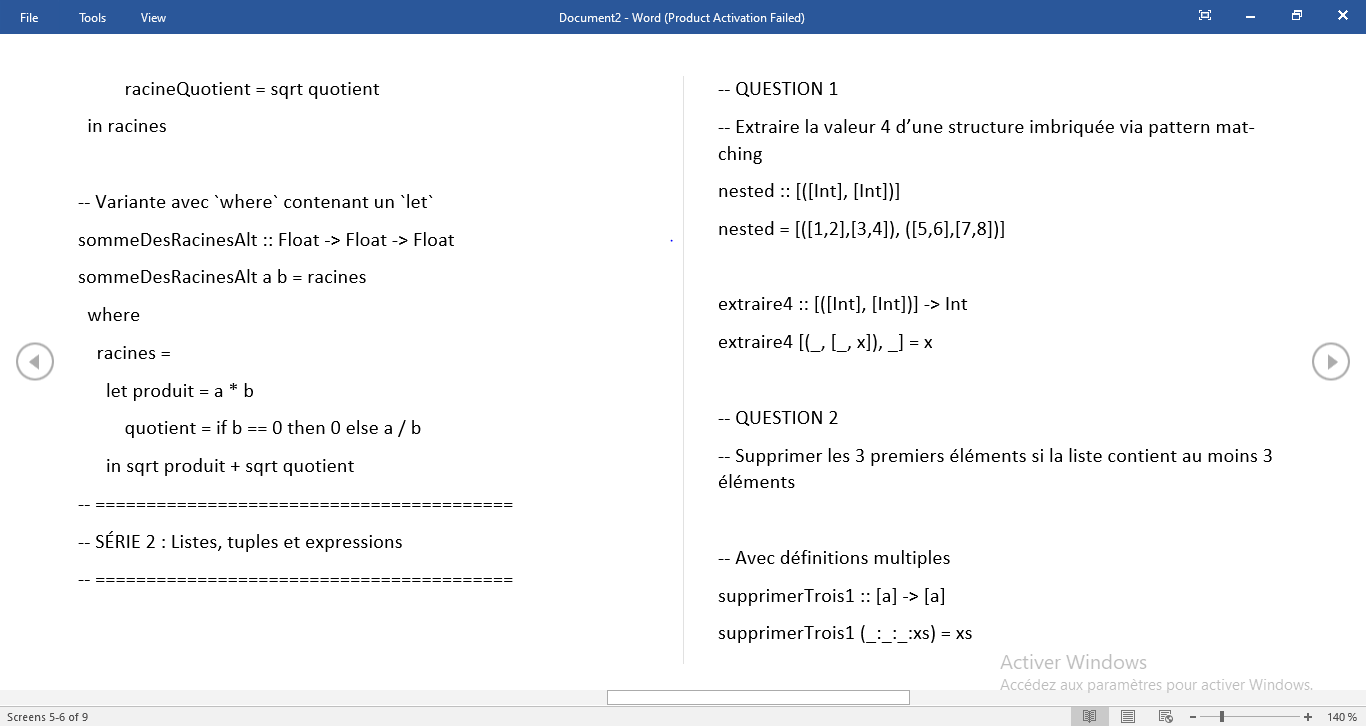 File
Tools
View
Document2 - Word (Product Activation Failed)
racineQuotient = sqrt quotient
in racines
-- Variante avec `where` contenant un `let`
sommeDesRacinesAlt :: Float -> Float -> Float
sommeDesRacinesAlt a b = racines
where
racines =
let produit = a * b
quotient = if b == 0 then 0 else a / b
in sqrt produit + sqrt quotient
-- =========================================
-- SÉRIE 2 : Listes, tuples et expressions
-- =========================================
-- QUESTION 1
-- Extraire la valeur 4 d’une structure imbriquée via pattern mat-
ching
nested :: [([Int], [Int])]
nested = [([1,2],[3,4]), ([5,6],[7,8])]
extraire4 :: [([Int], [Int])] -> Int
extraire4 [(_, [_, x]), _] = x
-- QUESTION 2
-- Supprimer les 3 premiers éléments si la liste contient au moins 3
éléments
-- Avec définitions multiples
supprimerTrois1 :: [a] -> [a]
supprimerTrois1 (_:_:_:xs) = xs
Activer Windows
Accédez aux paramètres pour activer Windows.
Screens 5-6 of 9
140 %